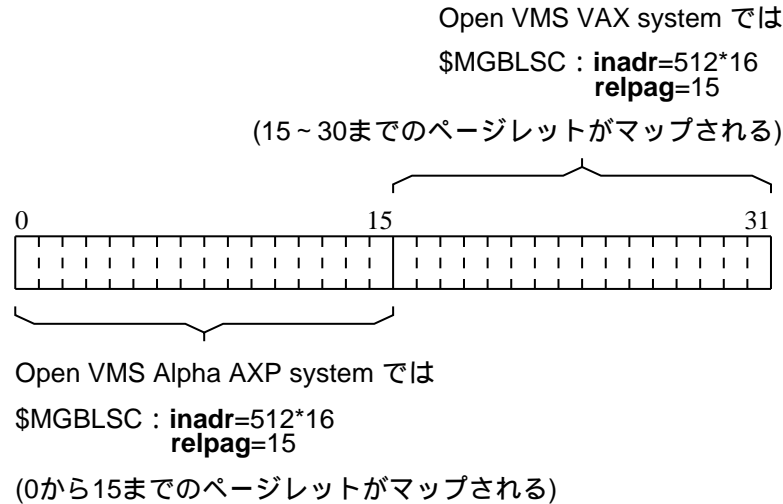 Open VMS VAX system では
$MGBLSC：inadr=512*16
relpag=15
(15～30までのページレットがマップされる)
0 15 31
Open VMS Alpha AXP system では
$MGBLSC：inadr=512*16
relpag=15
(0から15までのページレットがマップされる)